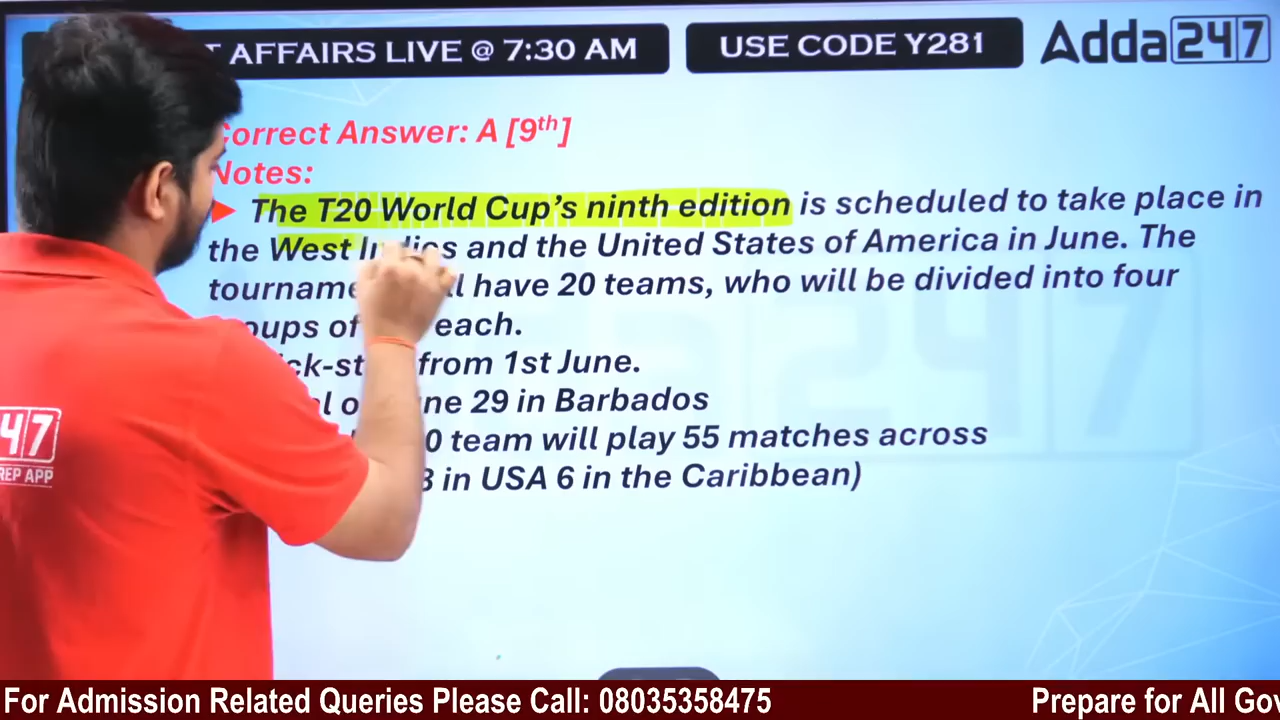 T AFFAIRS LIVE @ 7:30 AM
USE CODE Y281
Adda247
Correct Answer: A [9th]
Notes:
The T20 World Cup's ninth edition is scheduled to take place in
the West Indies and the United States of America in June. The
have 20 teams, who will be divided into four
of each.
from 1st June.
29 in Barbados
team will play 55 matches across
in USA 6 in the Caribbean)
47
REP APP
For Admission Related Queries Please Call: 08035358475
Prepare for All Gov